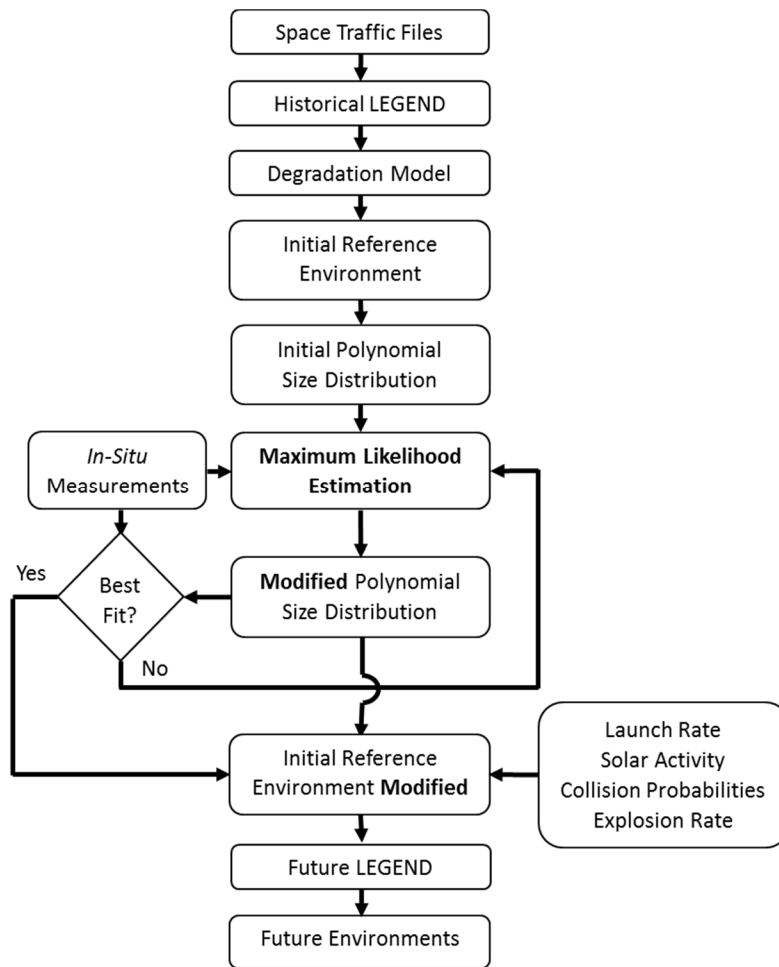 Space Traffic Files
Historical LEGEND
Degradation Model
Initial Reference
Environment
Initial Polynomial
Size Distribution
In-Situ
Measurements
Maximum Likelihood
Estimation
Yes
Best
Fit?
No
Modified Polynomial
Size Distribution
Initial Reference
Environment Modified
Launch Rate
Solar Activity
Collision Probabilities
Explosion Rate
Future LEGEND
Future Environments